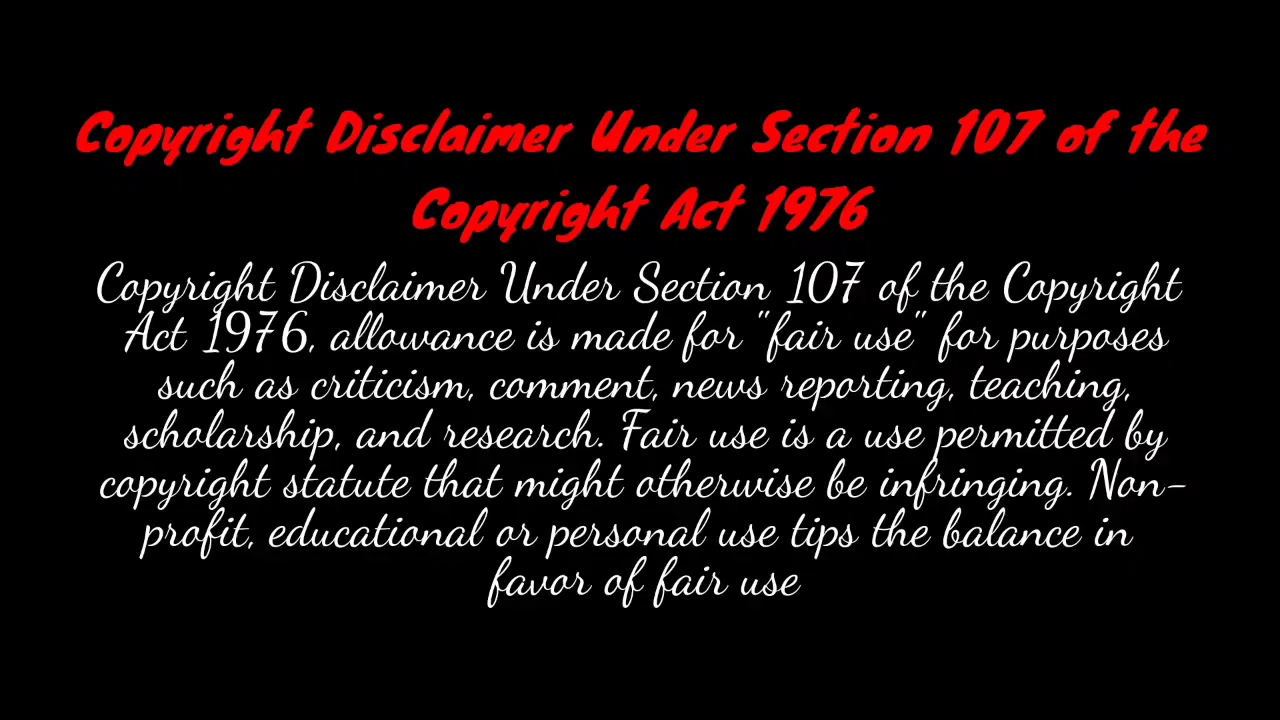 Copyright Disclaimer Under Section 107 of the
Copyright Act 1976
Copyright Disclaimer Under Section 107 of the Copyright
Act 1976, allowance is made for "fair use" for purposes
such as criticism, comment, news reporting, teaching,
scholarship, and research. Fair use is a use permitted by
copyright statute that might otherwise be infringing. Non-
profit, educational or personal use tips the balance in
favor of fair use